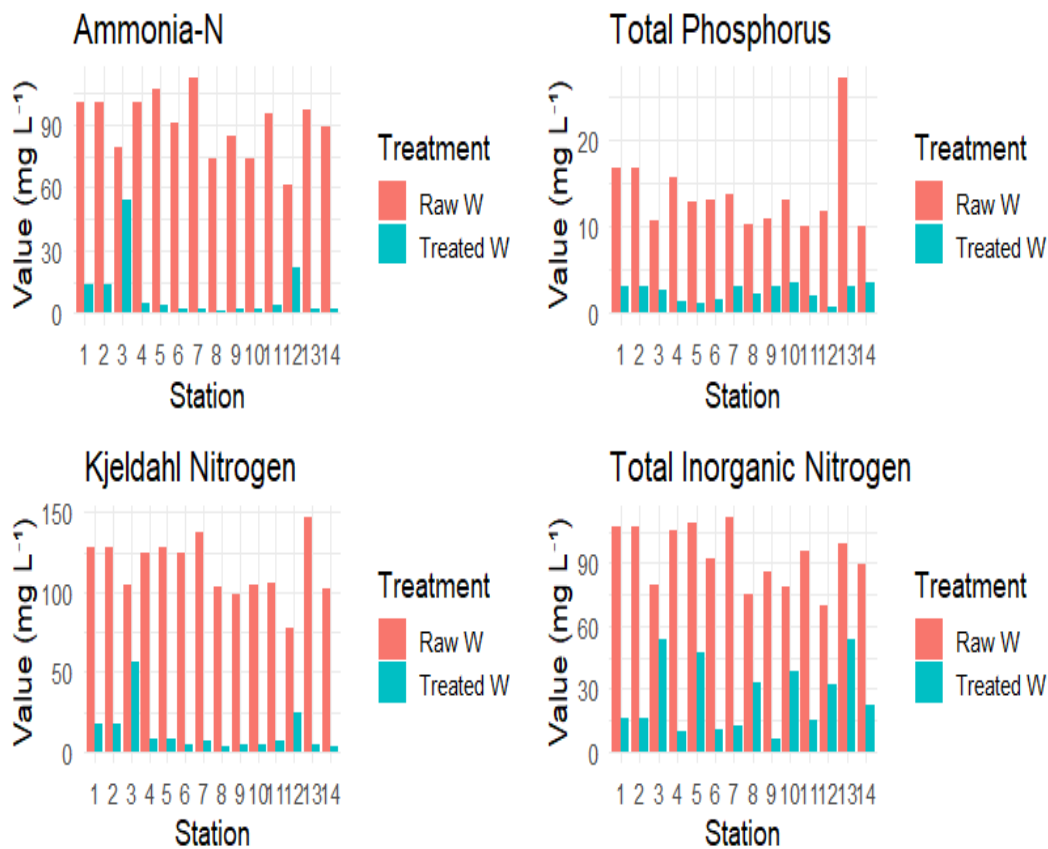 Ammonia-N
Value (mg L⁻¹)
90
60
30
0
1 2 3 4 5 6 7 8 9 10 11 12 13 14
Station
Treatment
Raw W
Treated W
Total Phosphorus
Value (mg L⁻¹)
20
10
0
1 2 3 4 5 6 7 8 9 10 11 12 13 14
Station
Treatment
Raw W
Treated W
Kjeldahl Nitrogen
Value (mg L⁻¹)
150
100
50
0
1 2 3 4 5 6 7 8 9 10 11 12 13 14
Station
Treatment
Raw W
Treated W
Total Inorganic Nitrogen
Value (mg L⁻¹)
90
60
30
0
1 2 3 4 5 6 7 8 9 10 11 12 13 14
Station
Treatment
Raw W
Treated W